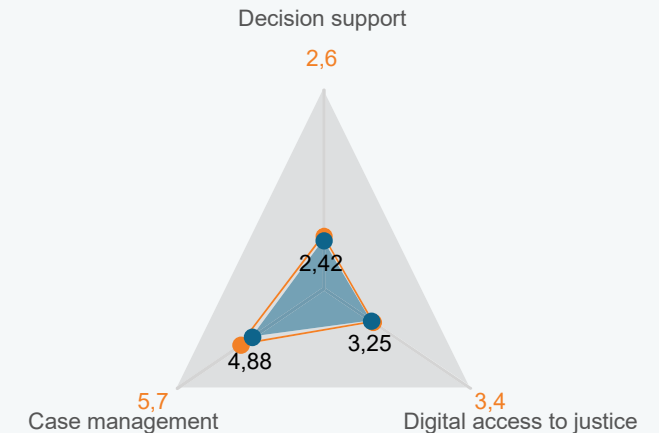 Decision support
2,6
2,42
3,25
4,88
5,7
3,4
Case management
Digital access to justice